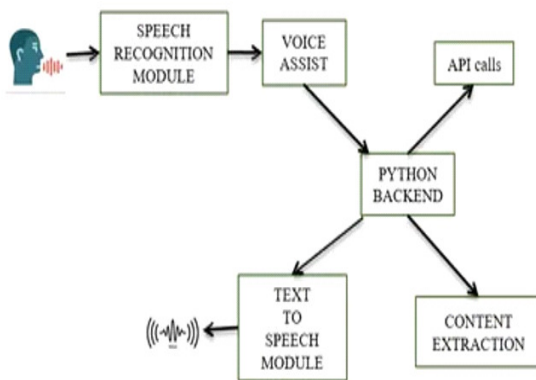 SPEECH
RECOGNITION
MODULE
VOICE
ASSIST
API calls
PYTHON
BACKEND
TEXT
TO
SPEECH
MODULE
CONTENT
EXTRACTION